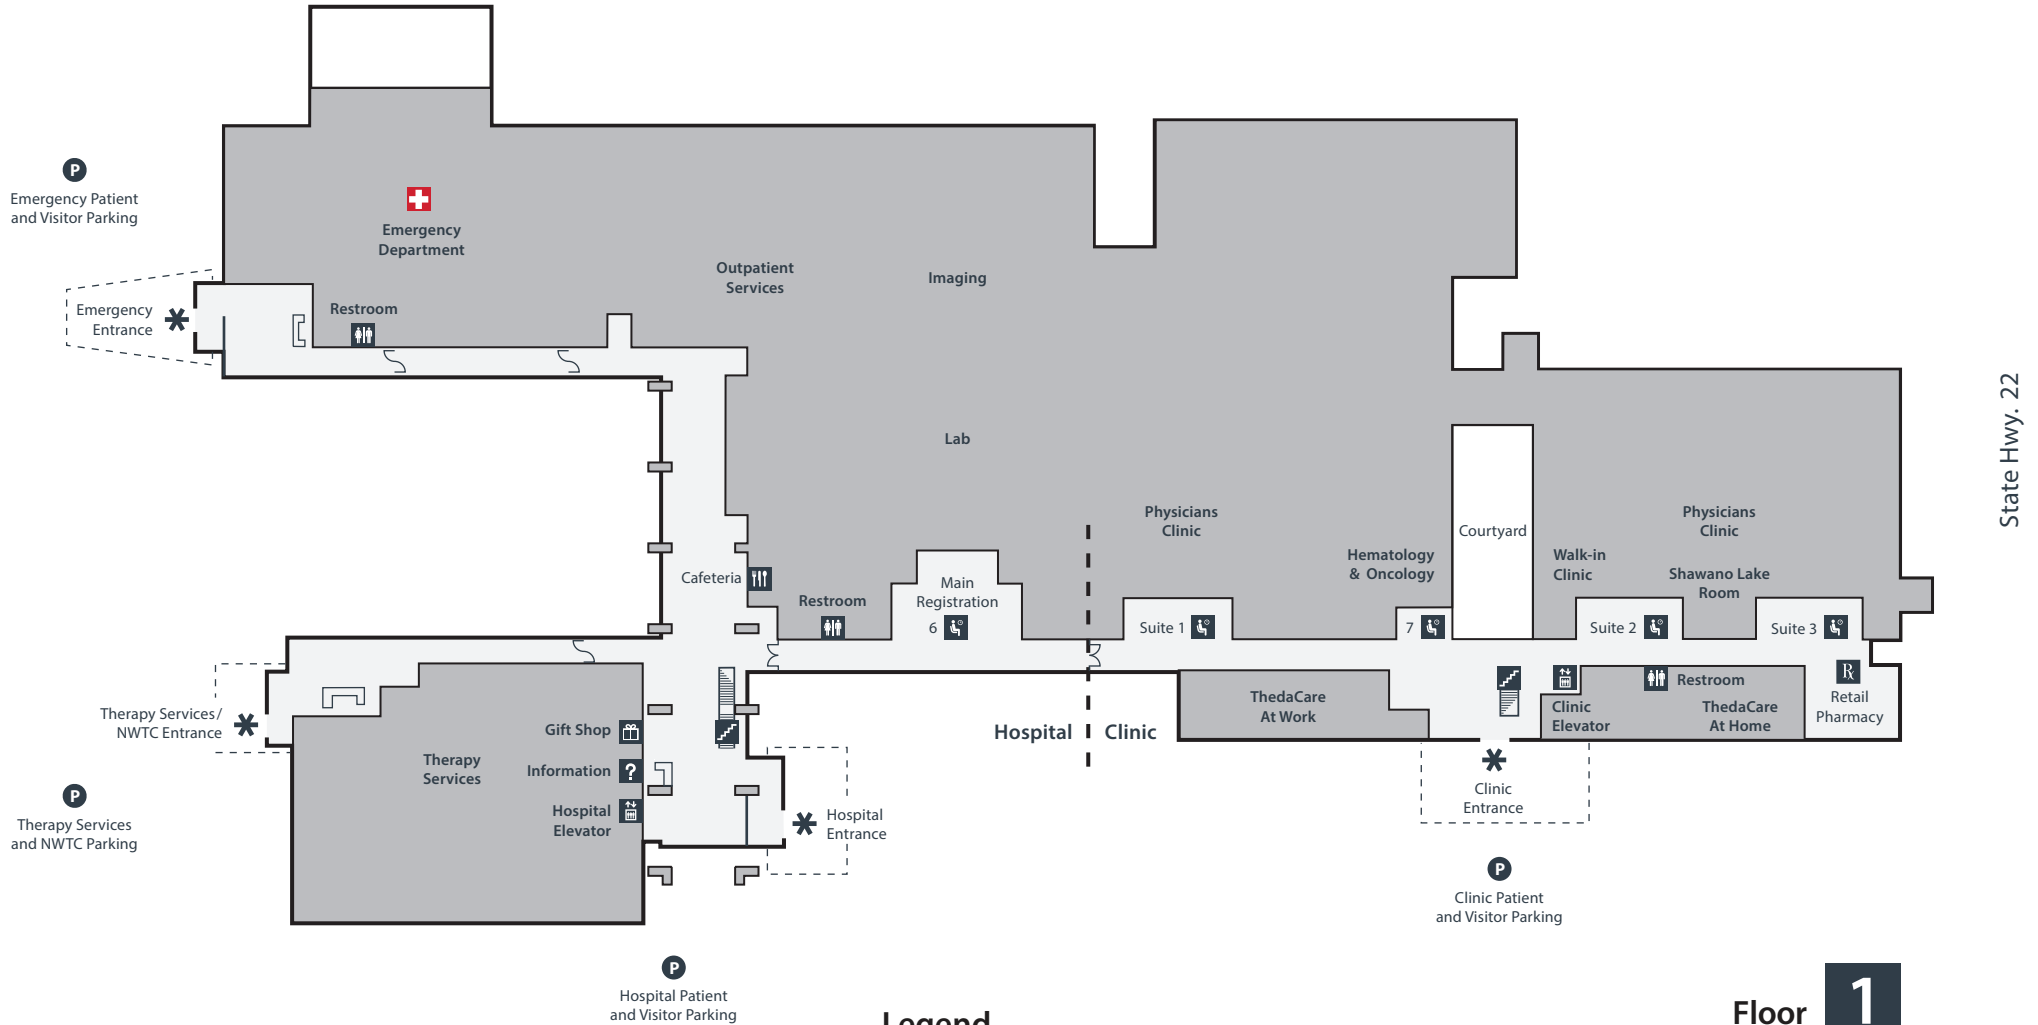 P
Emergency Patient
and Visitor Parking
Emergency
Department
Outpatient
Services
Imaging
Emergency
Entrance
Restroom
State Hwy. 22
Lab
Physicians
Clinic
Courtyard
Physicians
Clinic
Hematology
& Oncology
Walk-in
Clinic
Shawano Lake
Room
Cafeteria
Restroom
Main
Registration
6
Suite 1
7
Suite 2
Suite 3
Therapy Services/
NWTC Entrance
Gift Shop
Information
?
Hospital
Elevator
Therapy
Services
Hospital
Clinic
ThedaCare
At Work
Clinic
Elevator
Restroom
ThedaCare
At Home
Rx
Retail
Pharmacy
Hospital
Entrance
Clinic
Entrance
P
Therapy Services
and NWTC Parking
P
Clinic Patient
and Visitor Parking
P
Hospital Patient
and Visitor Parking
Legend
Floor 1